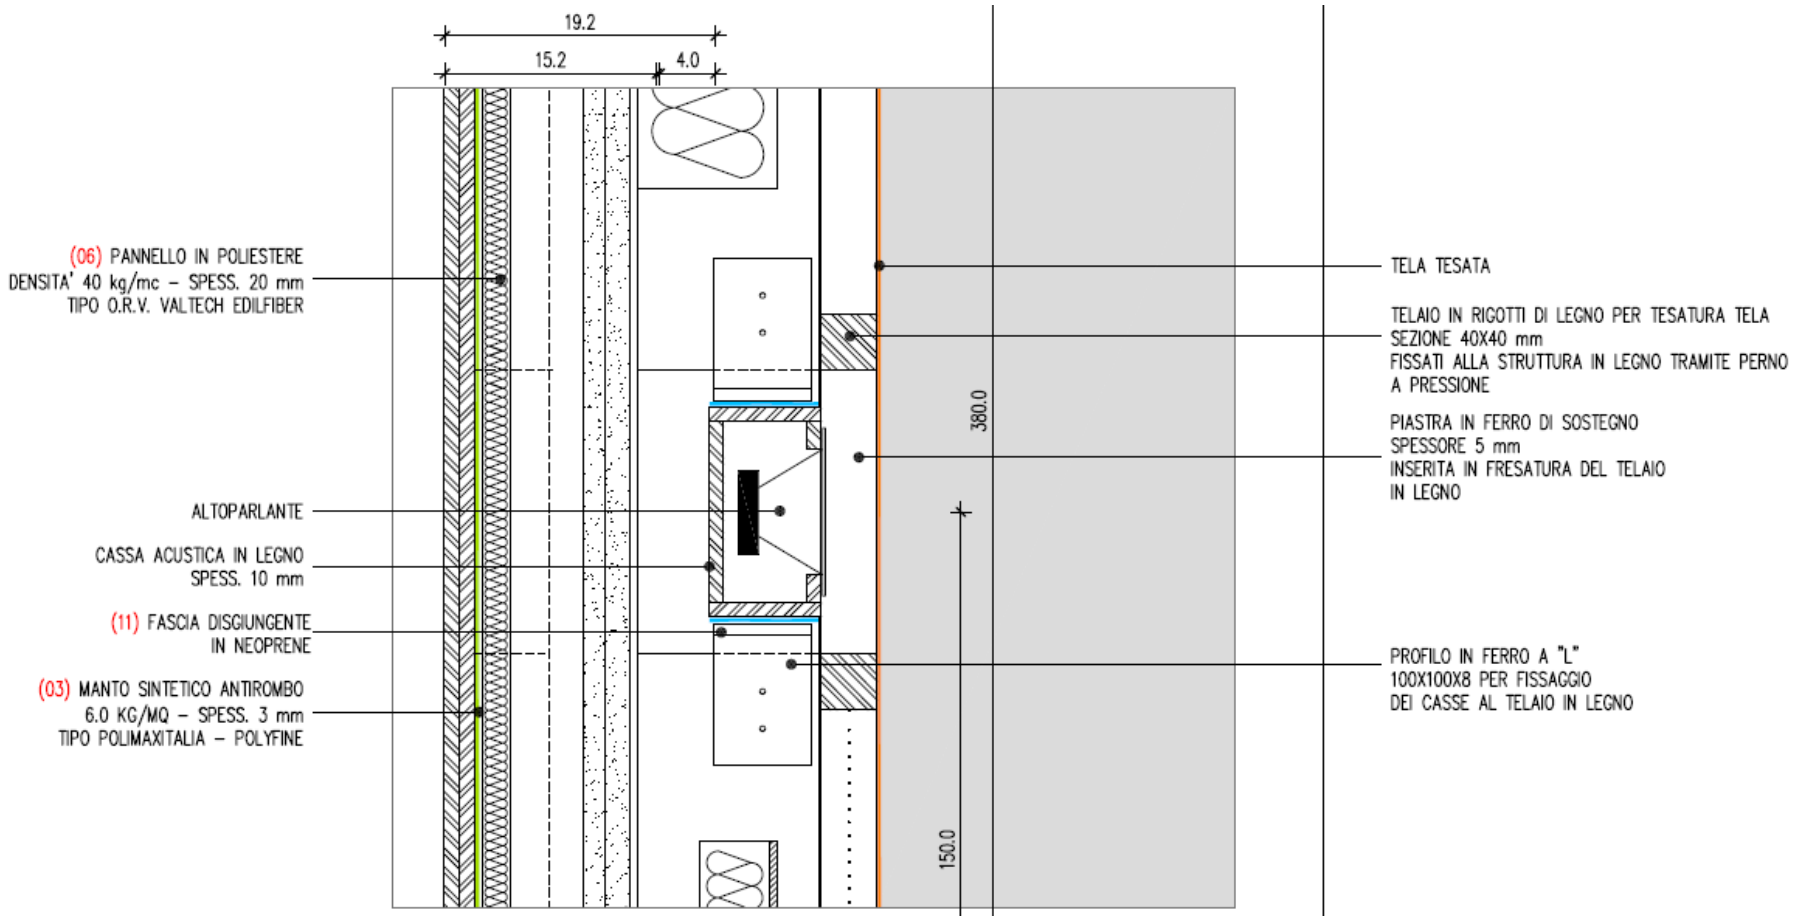 19.2
15.2
4.0
(06) PANNELLO IN POLIESTERE
DENSITA' 40 kg/mc – SPESS. 20 mm
TIPO O.R.V. VALTECH EDILFIBER
ALTOPARLANTE
CASSA ACUSTICA IN LEGNO
SPESS. 10 mm
(11) FASCIA DISGIUNGENTE
IN NEOPRENE
(03) MANTO SINTETICO ANTIROMBO
6.0 KG/MQ – SPESS. 3 mm
TIPO POLIMAXITALIA – POLYFINE
380.0
150.0
TELA TESATA
TELAIO IN RIGOTTI DI LEGNO PER TESATURA TELA
SEZIONE 40X40 mm
FISSATI ALLA STRUTTURA IN LEGNO TRAMITE PERNO
A PRESSIONE
PIASTRA IN FERRO DI SOSTEGNO
SPESSORE 5 mm
INSERITA IN FRESATURA DEL TELAIO
IN LEGNO
PROFILO IN FERRO A "L"
100X100X8 PER FISSAGGIO
DEI CASSE AL TELAIO IN LEGNO